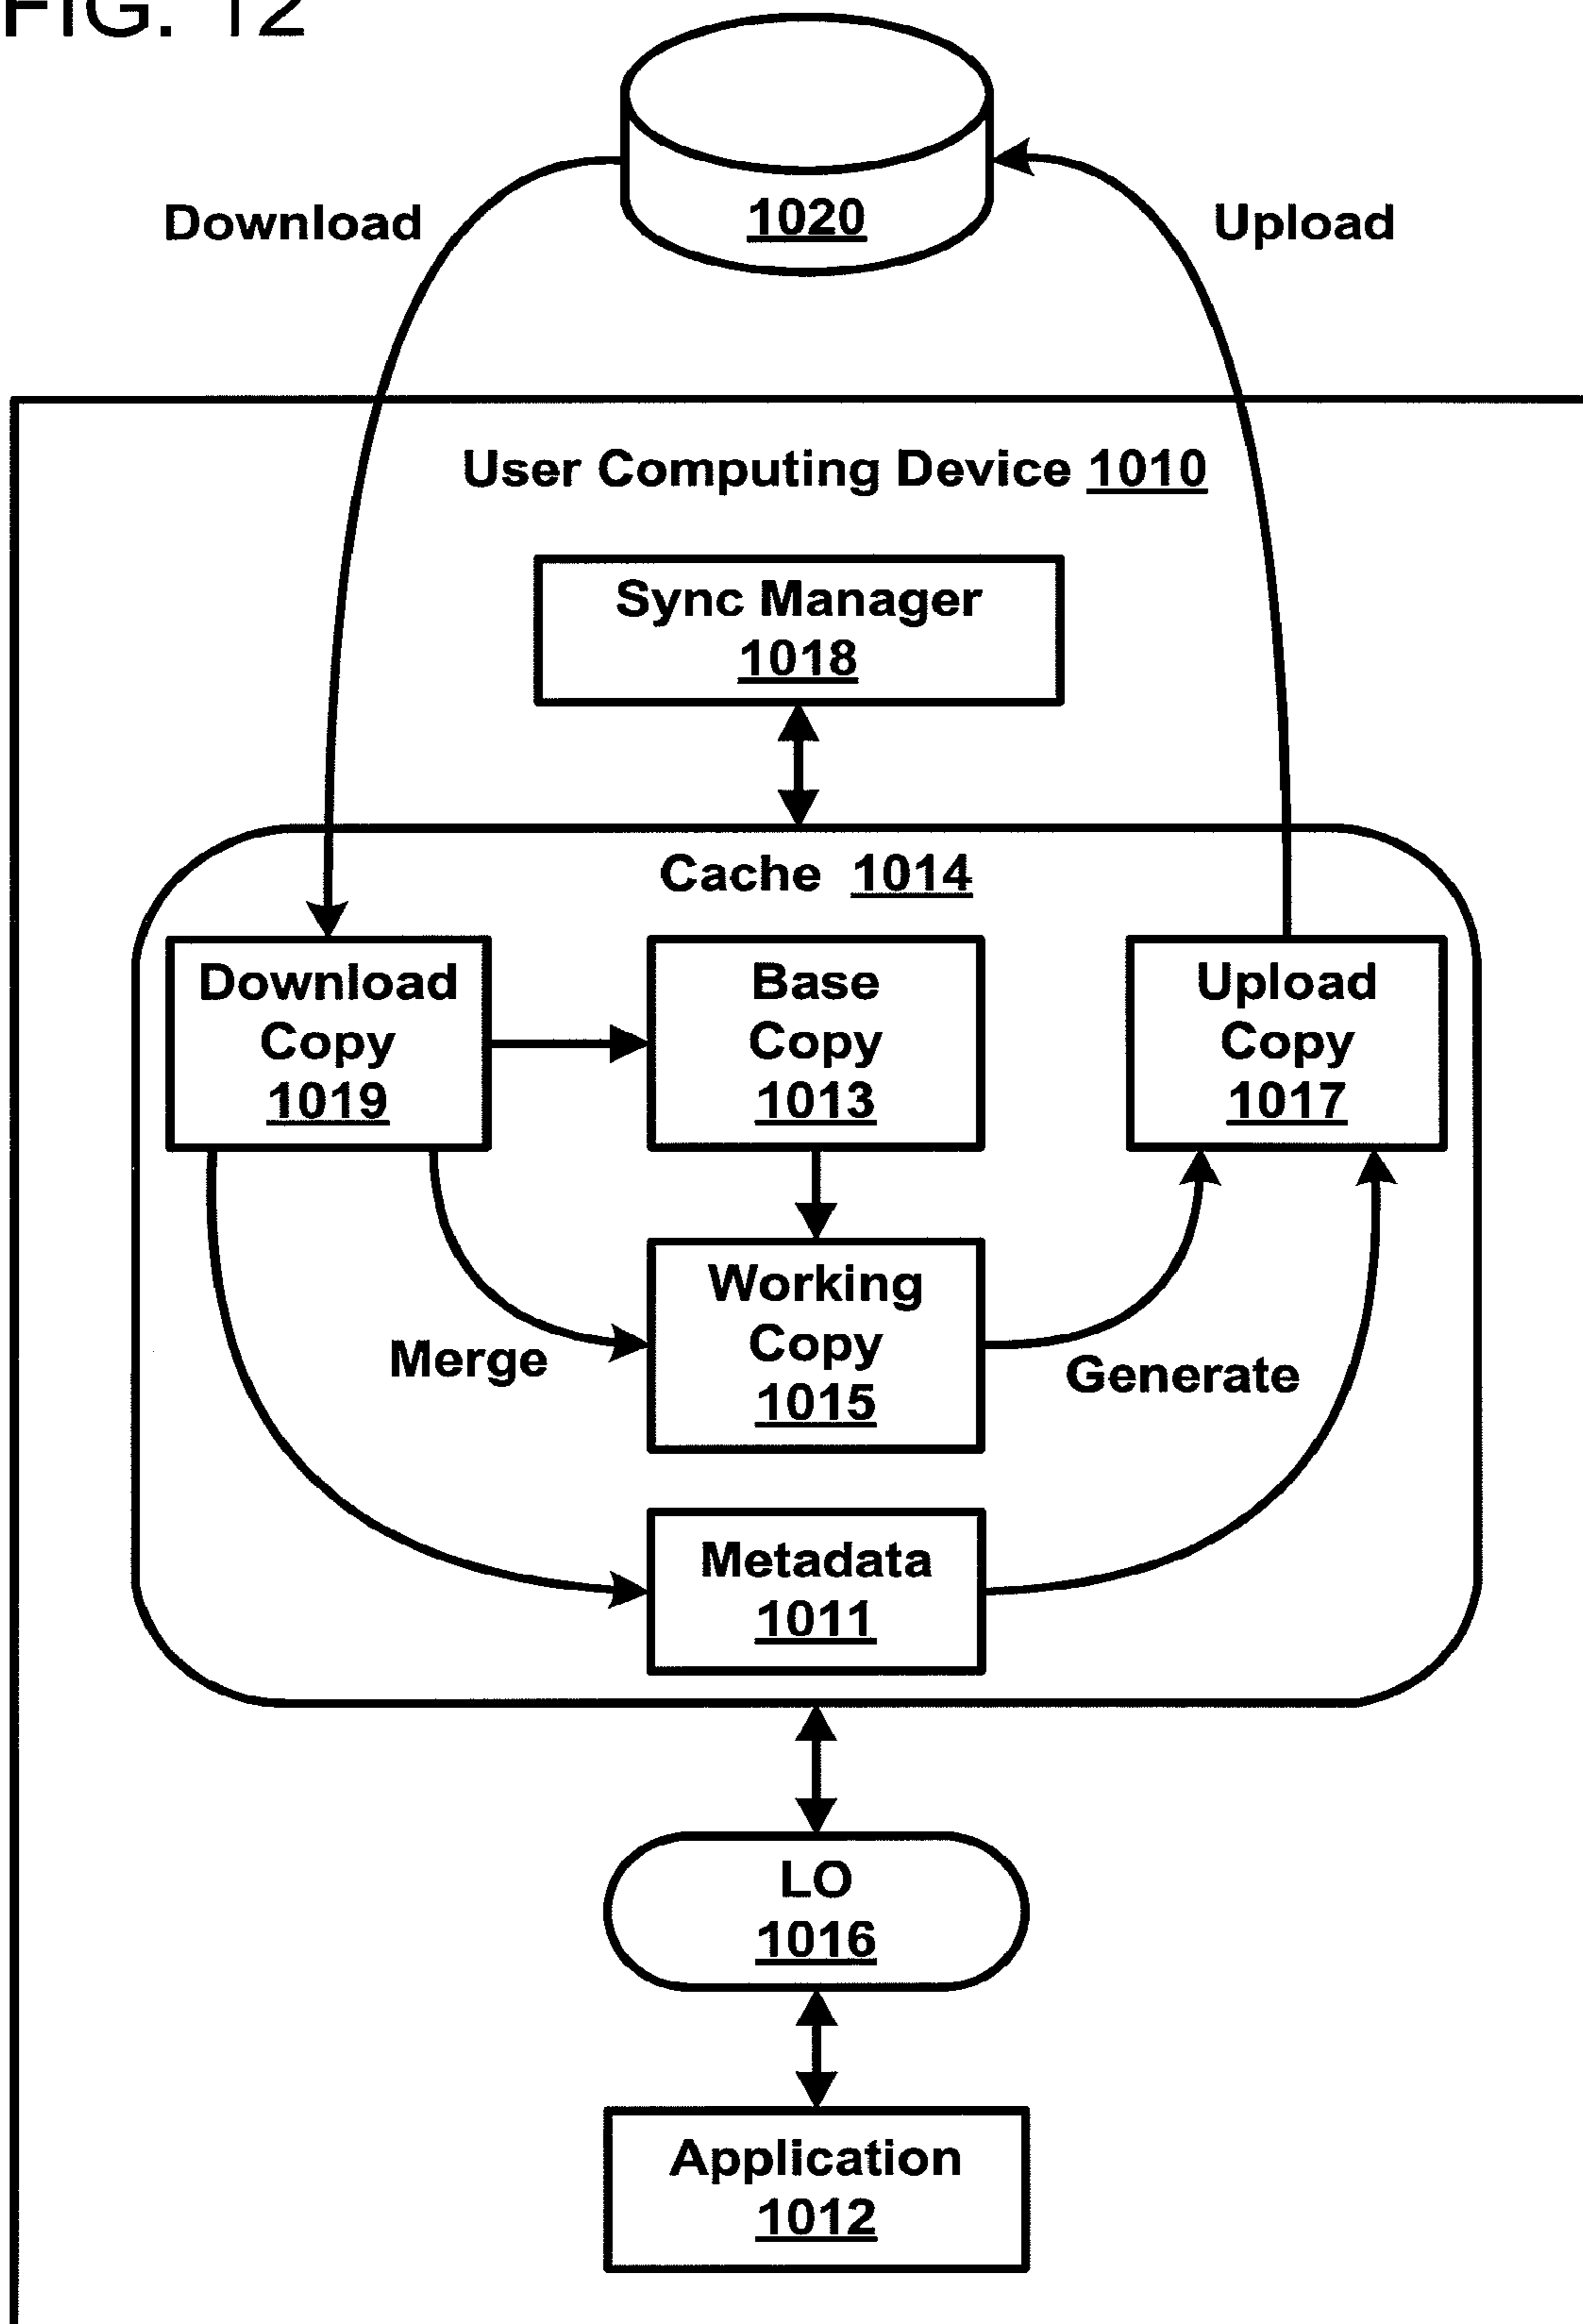 FIG. 12
1020
Download
Upload
User Computing Device 1010
Sync Manager
1018
Cache 1014
Download
Copy
1019
Base
Copy
1013
Upload
Copy
1017
Working
Copy
1015
Merge
Generate
Metadata
1011
LO
1016
Application
1012